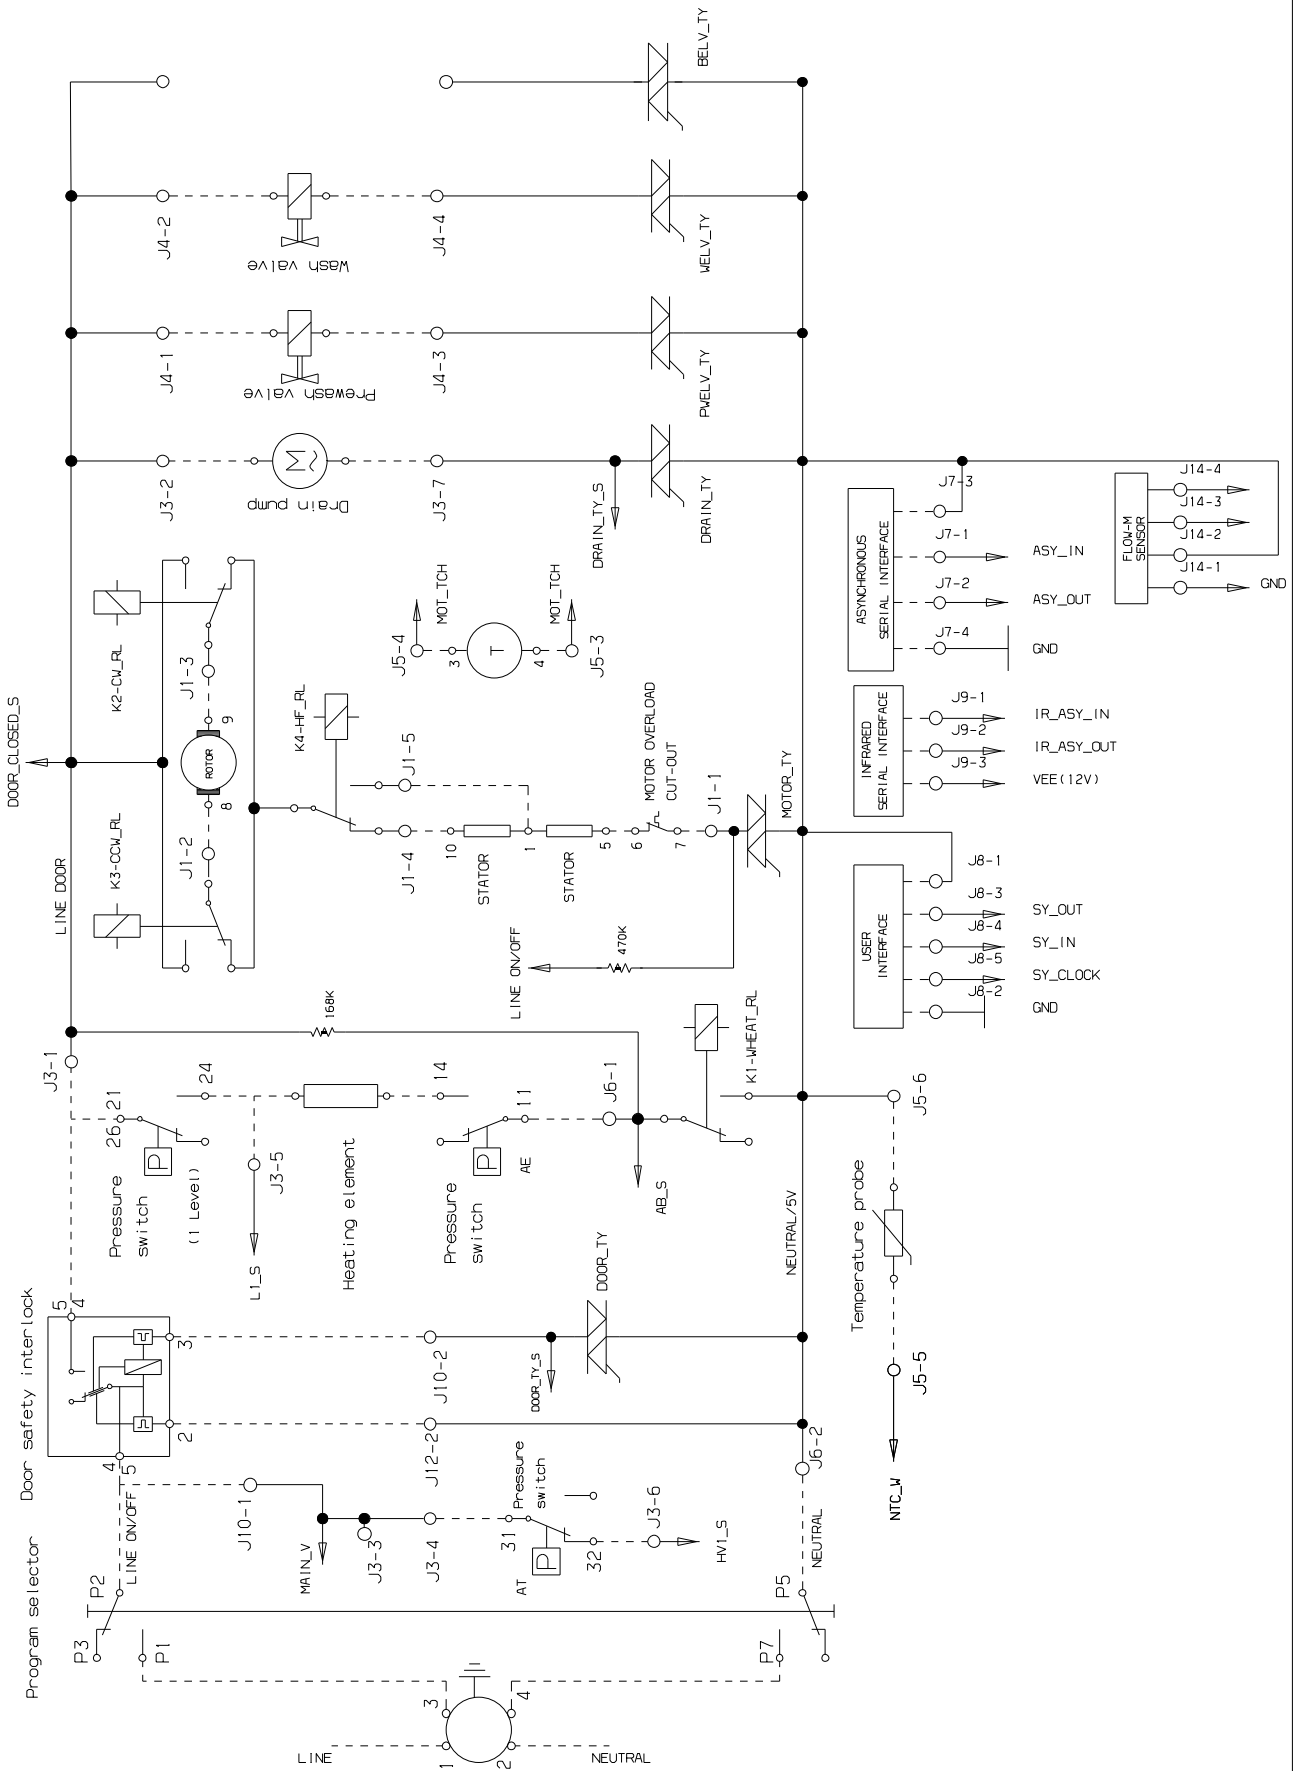 BELV_TY
J4-2
J4-4
WELV_TY
Wash valve
J4-1
J4-3
PWELV_TY
Prewash valve
J3-2
M
J3-7
Drain pump
DRAIN_TY_S
DRAIN_TY
J7-3
J7-1
J7-2
J7-4
ASYNCHRONOUS
SERIAL INTERFACE
ASY_IN
ASY_OUT
GND
FLOW-M
SENSOR
J14-4
J14-3
J14-2
J14-1
GND
K2-CW_RL
J1-3
9
ROTOR
8
J1-2
K3-CCW_RL
DOOR_CLOSED_S
LINE DOOR
MOT_TCH
J5-4
3
T
4
J5-3
MOT_TCH
K4-HF_RL
J1-5
J1-4
10
STATOR
1
STATOR
5
6
7
MOTOR OVERLOAD
CUT-OUT
J1-1
MOTOR_TY
INFRARED
SERIAL INTERFACE
J9-1
J9-2
J9-3
IR_ASY_IN
IR_ASY_OUT
VEE(12V)
USER
INTERFACE
J8-1
J8-3
J8-4
J8-5
J8-2
SY_OUT
SY_IN
SY_CLOCK
GND
LINE ON/OFF
470K
168K
J3-1
26 21
24
P
Pressure
switch
(1 Level)
J3-5
L1_S
Heating element
14
11
P
AE
Pressure
switch
J6-1
AB_S
K1-WHEAT_RL
NEUTRAL/5V
J5-6
Temperature probe
J5-5
NTC_W
Door safety interlock
5
4
3
2
4
5
J10-2
DOOR_TY_S
DOOR_TY
J12-2
J6-2
LINE ON/OFF
J10-1
MAIN_V
J3-3
J3-4
31
Pressure
switch
P
AT
32
J3-6
HV1_S
NEUTRAL
Program selector
P2
P3
P1
P5
P7
3
4
1
2
LINE
NEUTRAL